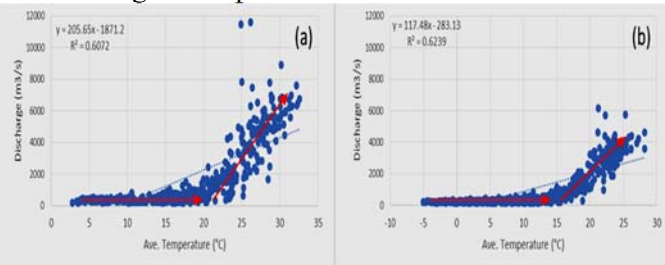 y = 205.65x - 1871.2
R² = 0.6072
(a)
Discharge (m3/s)
12000
10000
8000
6000
4000
2000
0
0 5 10 15 20 25 30 35
Ave. Temperature (°C)
y = 117.48x - 283.13
R² = 0.6239
(b)
Discharge (m3/s)
12000
10000
8000
6000
4000
2000
0
-10 -5 0 5 10 15 20 25 30
Ave. Temperature (°C)